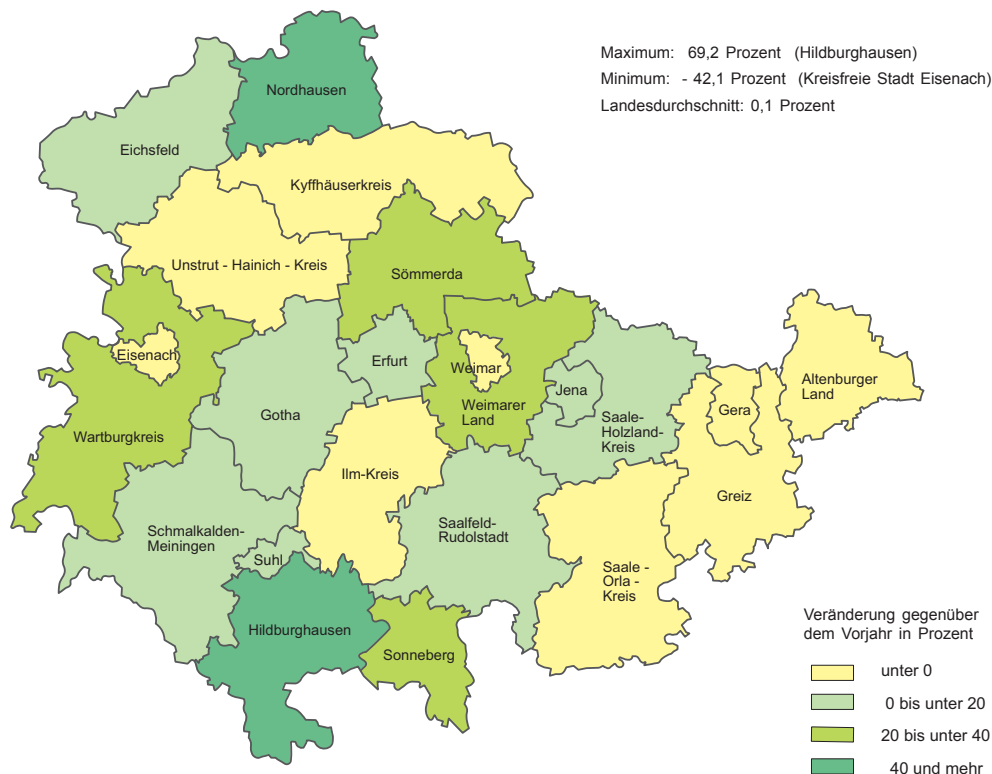 Maximum: 69,2 Prozent (Hildburghausen)
Minimum: - 42,1 Prozent (Kreisfreie Stadt Eisenach)
Landesdurchschnitt: 0,1 Prozent
Nordhausen
Eichsfeld
Kyffhäuserkreis
Unstrut - Hainich - Kreis
Sömmerda
Eisenach
Erfurt
Weimar
Jena
Altenburger
Land
Gera
Weimarer
Land
Gotha
Saale-
Holzland-
Kreis
Wartburgkreis
Ilm-Kreis
Greiz
Schmalkalden-
Meiningen
Saalfeld-
Rudolstadt
Suhl
Saale -
Orla -
Kreis
Hildburghausen
Sonneberg
Veränderung gegenüber
dem Vorjahr in Prozent
unter 0
0 bis unter 20
20 bis unter 40
40 und mehr